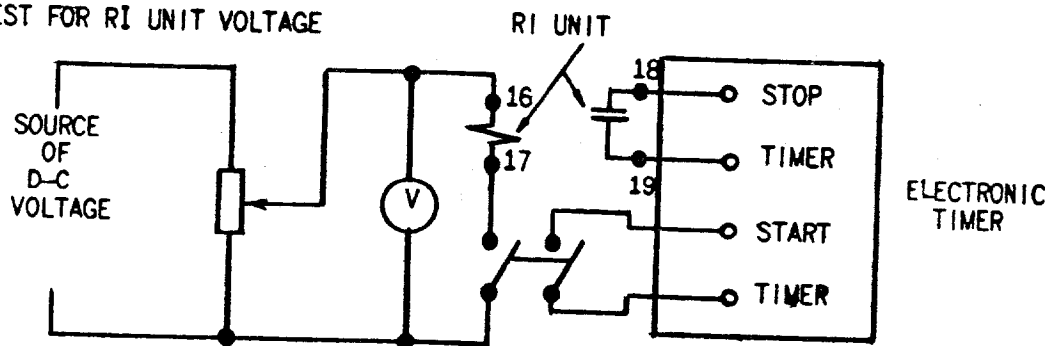 EST FOR RI UNIT VOLTAGE
RI UNIT
SOURCE
OF
D-C
VOLTAGE
V
16
17
18
19
STOP
TIMER
START
TIMER
ELECTRONIC
TIMER